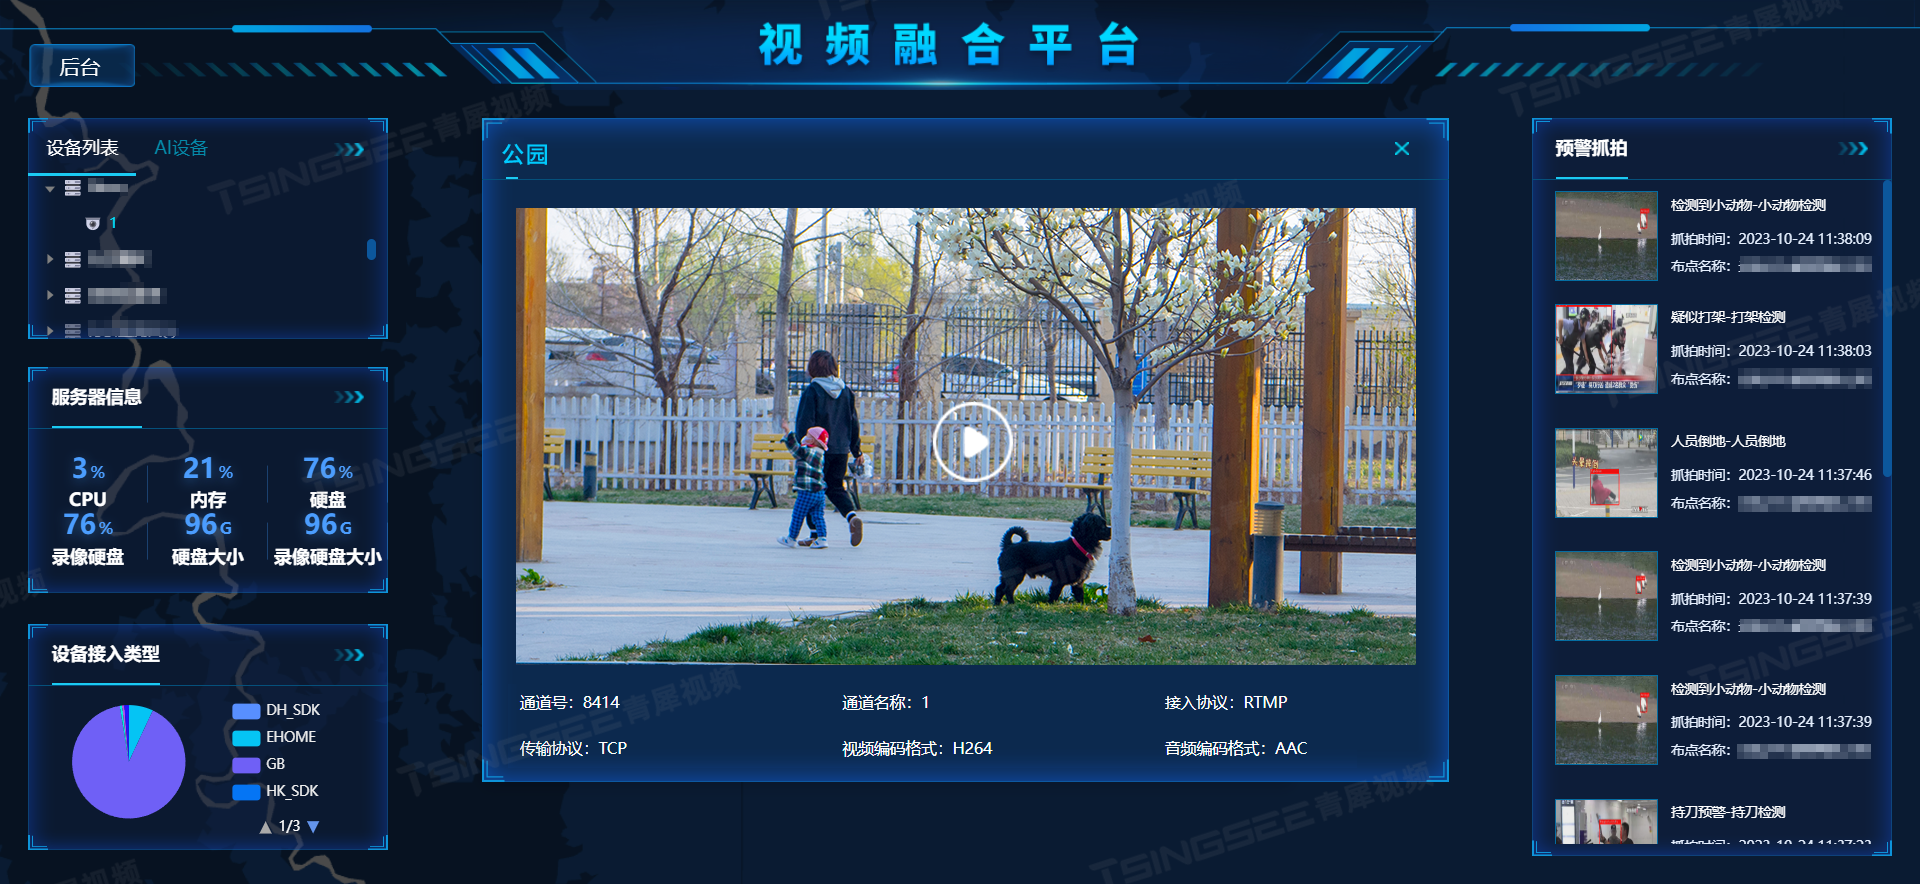 视频融合平台
后台
设备列表 AI设备
1
服务器信息
3% 21% 76%
CPU 内存 硬盘
76% 96G 96G
录像硬盘 硬盘大小 录像硬盘大小
设备接入类型
DH_SDK
EHOME
GB
HK_SDK
1/3
公园
通道号：8414 通道名称：1 接入协议：RTMP
传输协议：TCP 视频编码格式：H264 音频编码格式：AAC
预警抓拍
检测到小动物-小动物检测
抓拍时间：2023-10-24 11:38:09
布点名称：
疑似打架-打架检测
抓拍时间：2023-10-24 11:38:03
布点名称：
人员倒地-人员倒地
抓拍时间：2023-10-24 11:37:46
布点名称：
检测到小动物-小动物检测
抓拍时间：2023-10-24 11:37:39
布点名称：
检测到小动物-小动物检测
抓拍时间：2023-10-24 11:37:39
布点名称：
持刀预警-持刀检测
TSINGSEE青犀视频